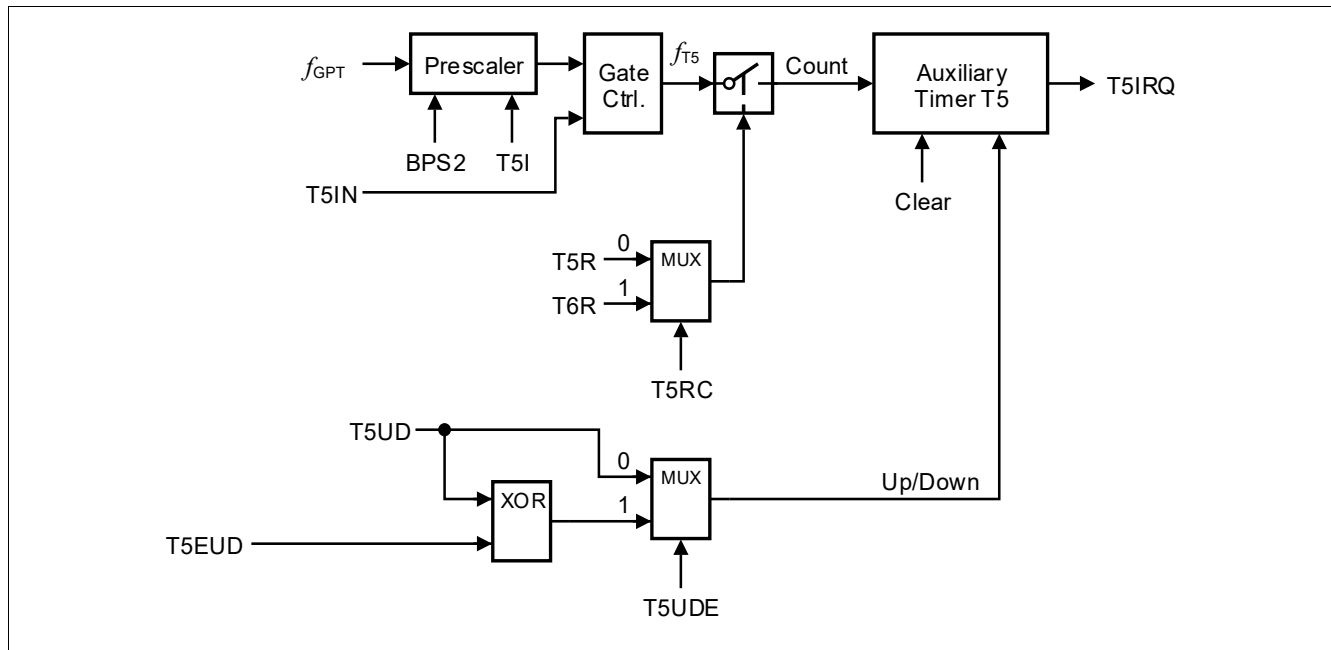 fGPT
Prescaler
BPS2
T5I
T5IN
Gate
Ctrl.
fT5
Count
Auxiliary
Timer T5
T5IRQ
Clear
T5R
0
T6R
1
MUX
T5RC
T5UD
0
1
MUX
XOR
T5EUD
Up/Down
T5UDE